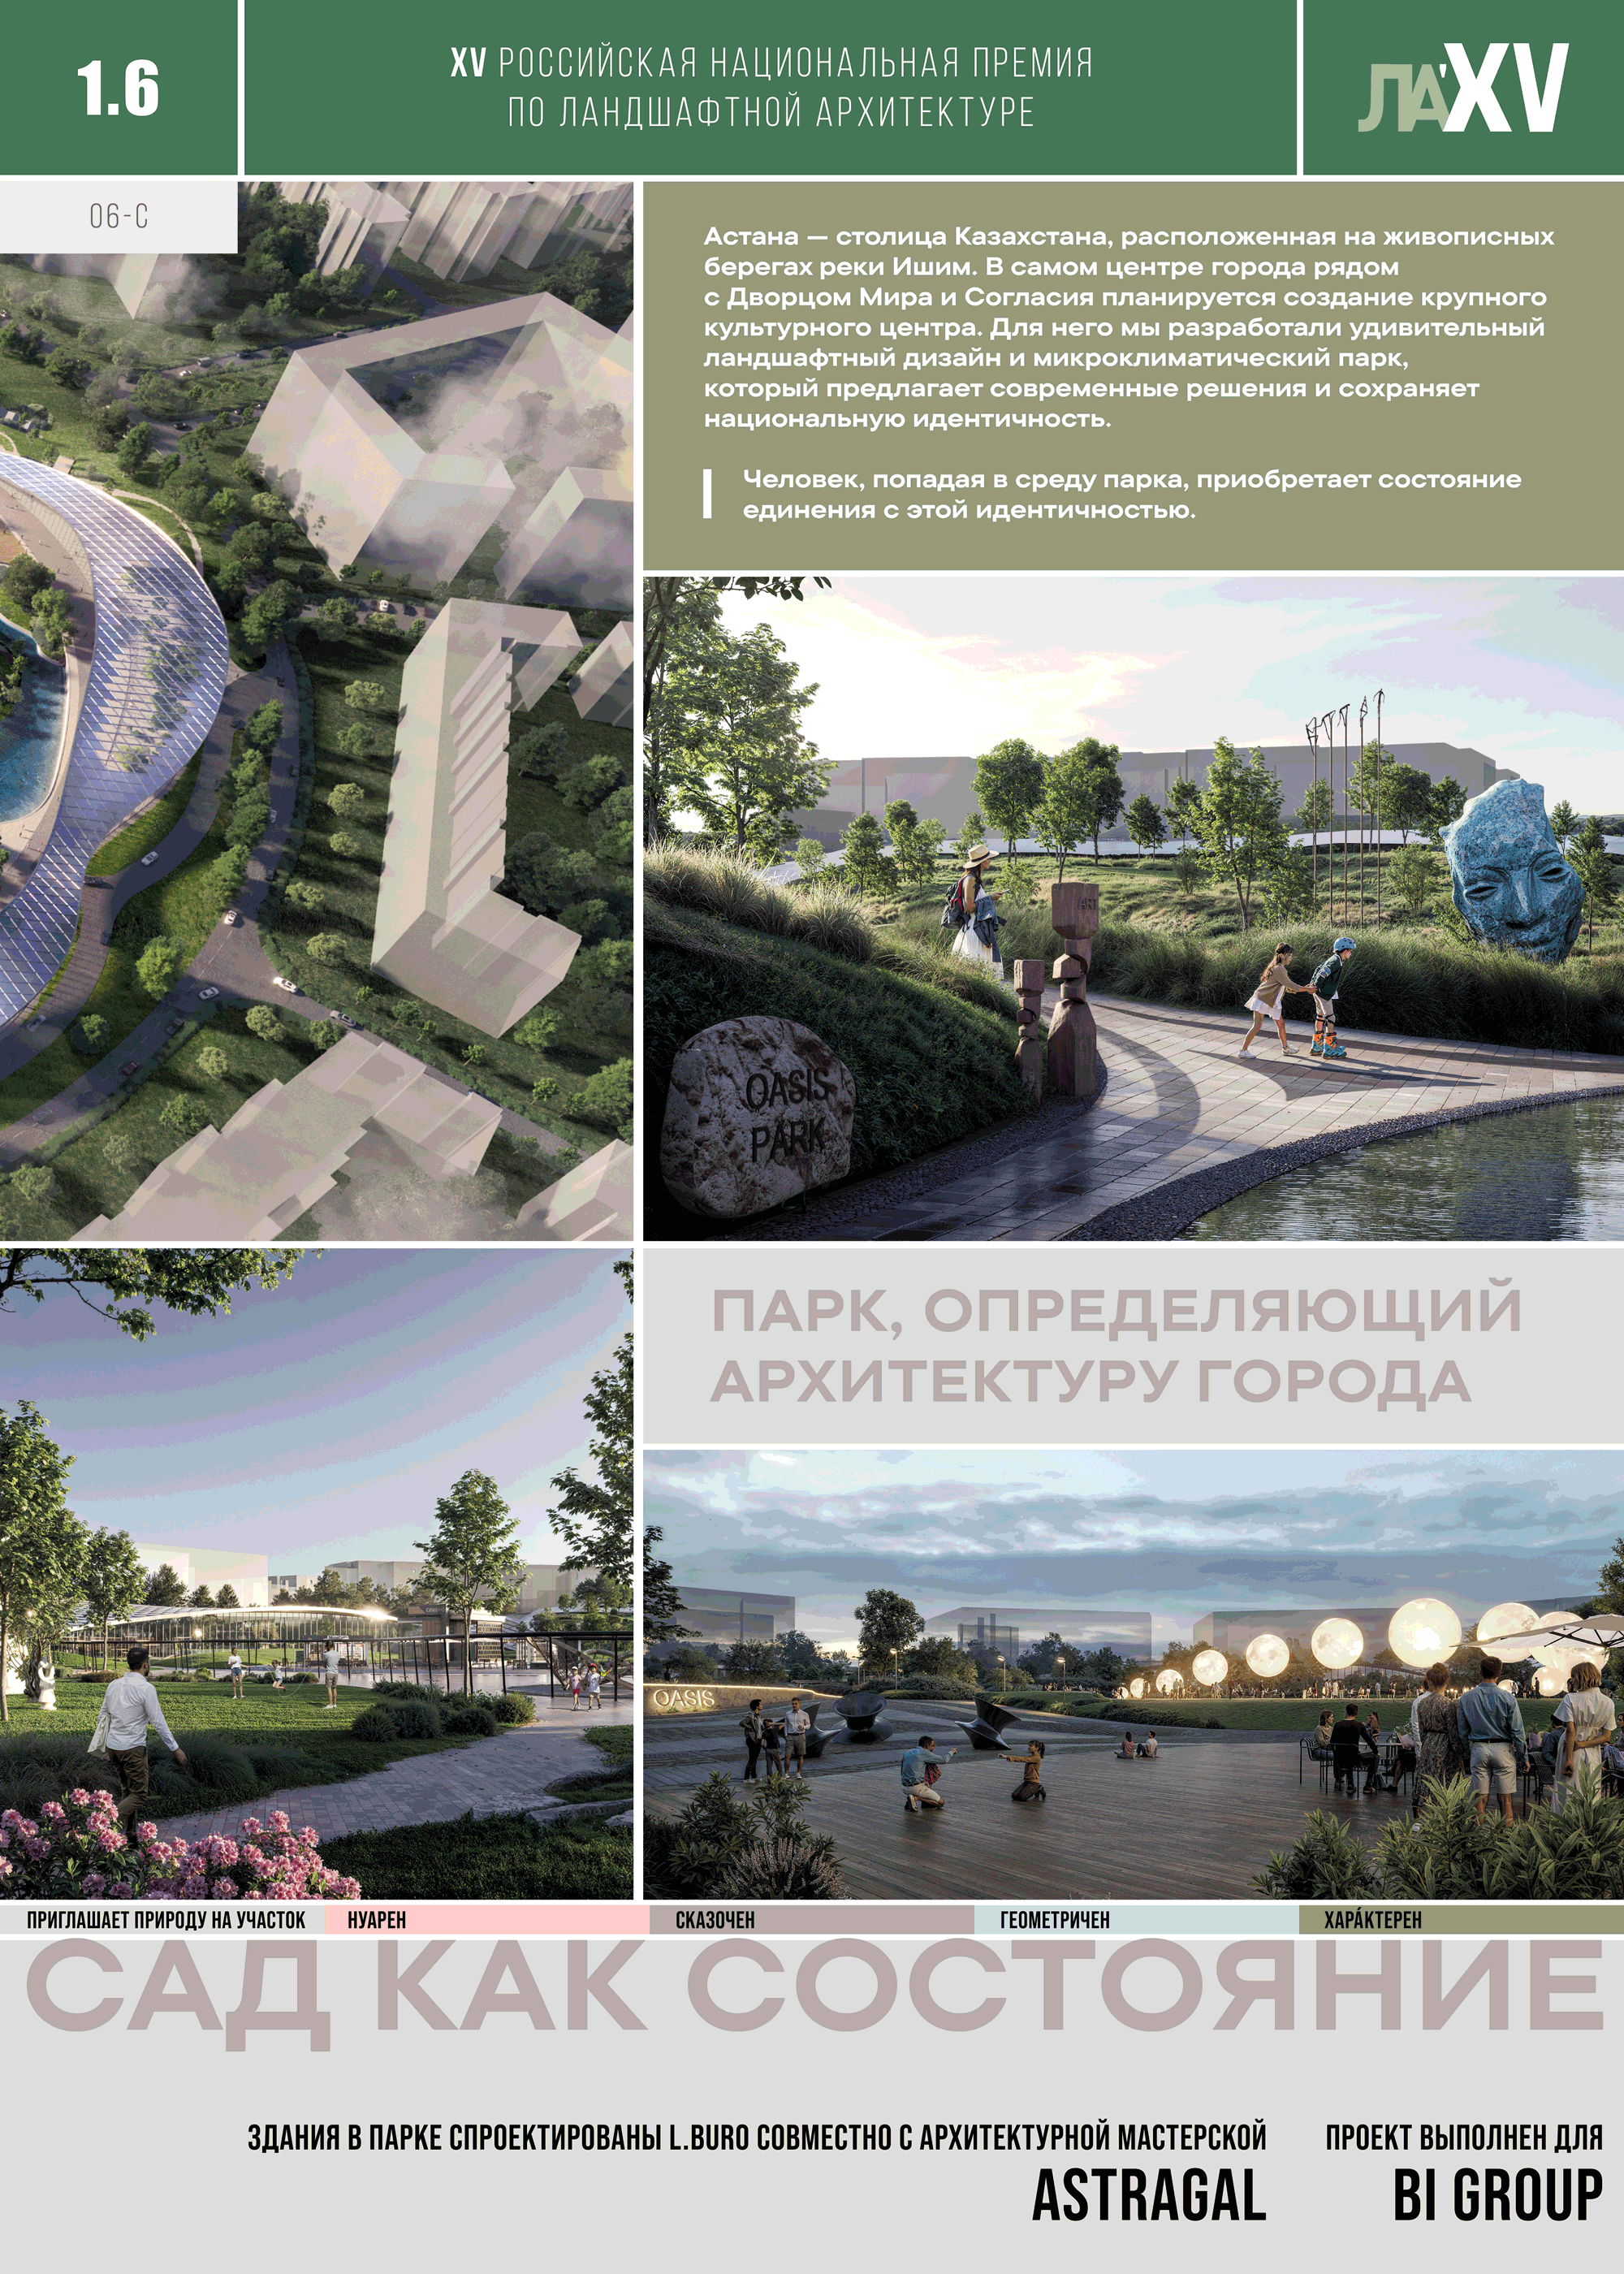 1.6
XV РОССИЙСКАЯ НАЦИОНАЛЬНАЯ ПРЕМИЯ
ПО ЛАНДШАФТНОЙ АРХИТЕКТУРЕ
ЛА'XV
06-С
Астана — столица Казахстана, расположенная на живописных
берегах реки Ишим. В самом центре города рядом
с Дворцом Мира и Согласия планируется создание крупного
культурного центра. Для него мы разработали удивительный
ландшафтный дизайн и микроклиматический парк,
который предлагает современные решения и сохраняет
национальную идентичность.
Человек, попадая в среду парка, приобретает состояние
единения с этой идентичностью.
ART
OASIS
PARK
ПАРК, ОПРЕДЕЛЯЮЩИЙ
АРХИТЕКТУРУ ГОРОДА
OASIS
ПРИГЛАШАЕТ ПРИРОДУ НА УЧАСТОК
НУАРЕН
СКАЗОЧЕН
ГЕОМЕТРИЧЕН
ХАРА́КТЕРЕН
САД КАК СОСТОЯНИЕ
ЗДАНИЯ В ПАРКЕ СПРОЕКТИРОВАНЫ L.BURO СОВМЕСТНО С АРХИТЕКТУРНОЙ МАСТЕРСКОЙ
ASTRAGAL
ПРОЕКТ ВЫПОЛНЕН ДЛЯ
BI GROUP